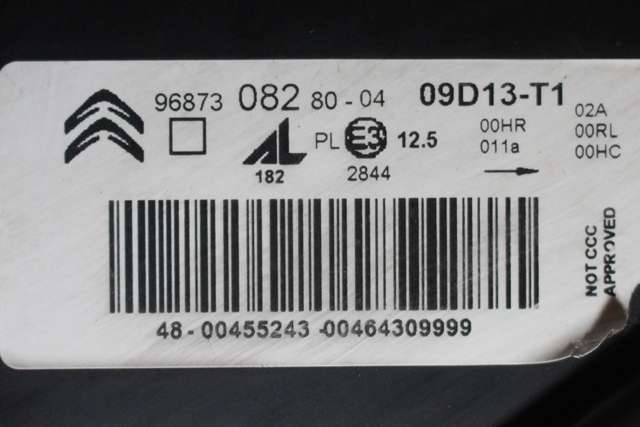 96873 082 80-04 09D13-T1
02A
AL PL E3 12.5 00HR 00RL
011a 00HC
182 2844
NOT CCC
APPROVED
48-00455243-00464309999